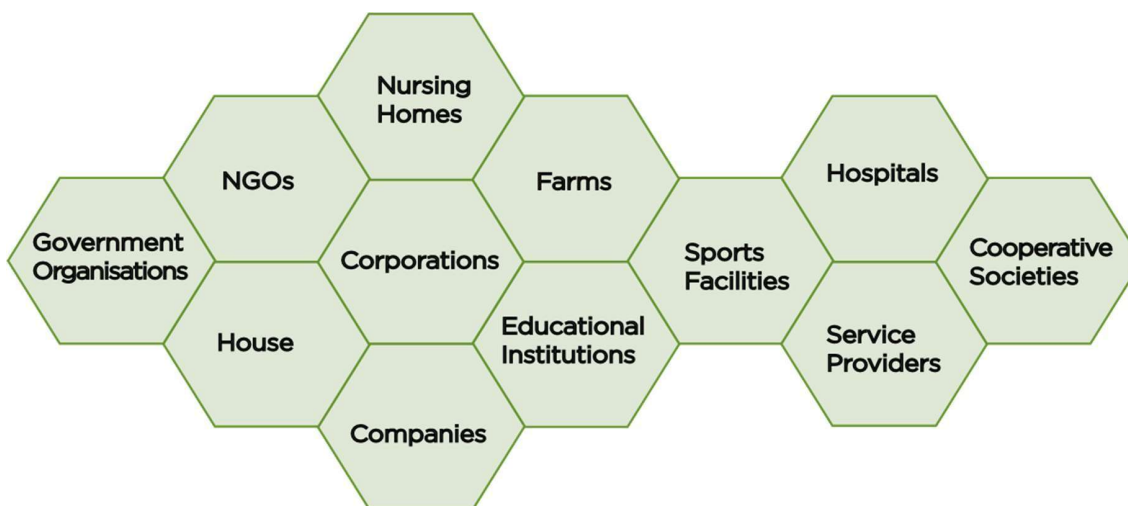 Nursing
Homes
NGOs
Farms
Hospitals
Government
Organisations
Corporations
Sports
Facilities
Cooperative
Societies
House
Educational
Institutions
Service
Providers
Companies